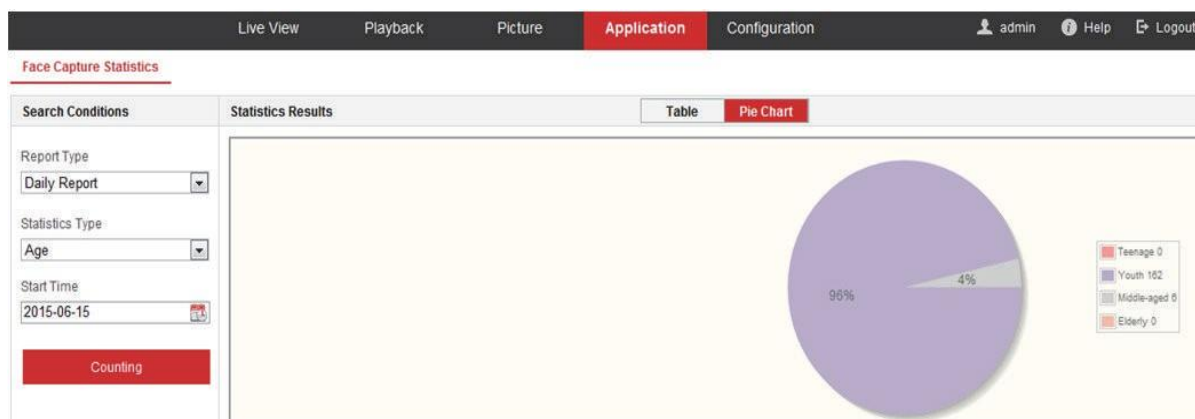 Live View Playback Picture Application Configuration admin Help Logout
Face Capture Statistics
Search Conditions
Statistics Results
Table Pie Chart
Report Type
Daily Report
Statistics Type
Age
Start Time
2015-06-15
Counting
96%
4%
Teenage 0
Youth 162
Middle-aged 6
Elderly 0